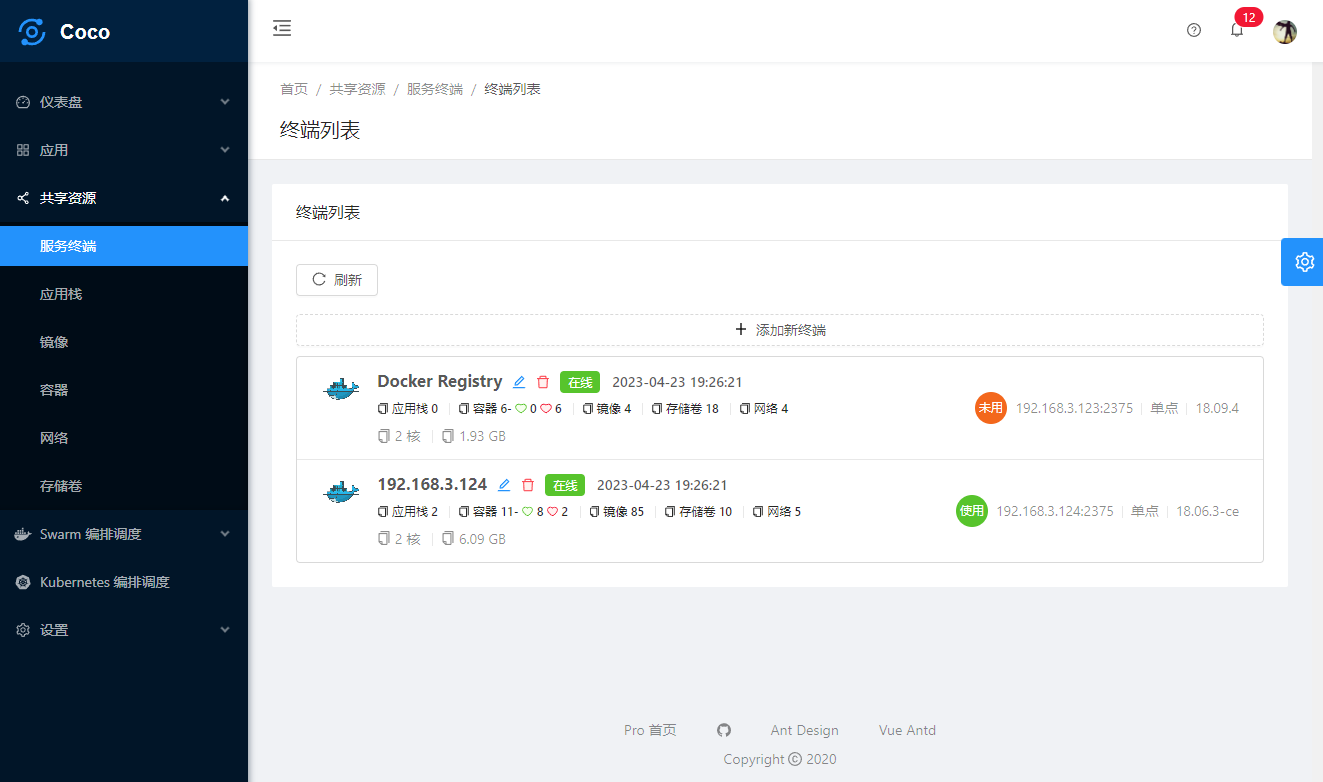 Coco
12
仪表盘
应用
共享资源
服务终端
应用栈
镜像
容器
网络
存储卷
Swarm 编排调度
Kubernetes 编排调度
设置
首页 / 共享资源 / 服务终端 / 终端列表
终端列表
终端列表
刷新
+ 添加新终端
Docker Registry 在线 2023-04-23 19:26:21
应用栈 0 容器 6- 0 6 镜像 4 存储卷 18 网络 4
未用 192.168.3.123:2375 单点 18.09.4
2 核 1.93 GB
192.168.3.124 在线 2023-04-23 19:26:21
应用栈 2 容器 11- 8 2 镜像 85 存储卷 10 网络 5
使用 192.168.3.124:2375 单点 18.06.3-ce
2 核 6.09 GB
Pro 首页 Ant Design Vue Antd
Copyright © 2020